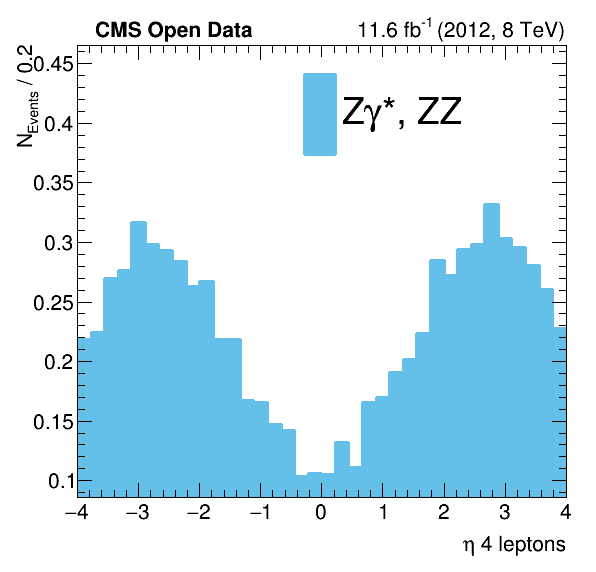 CMS Open Data 11.6 fb⁻¹ (2012, 8 TeV)
N_Events / 0.2
0.45
0.4
0.35
0.3
0.25
0.2
0.15
0.1
Zγ*, ZZ
−4 −3 −2 −1 0 1 2 3 4
η 4 leptons